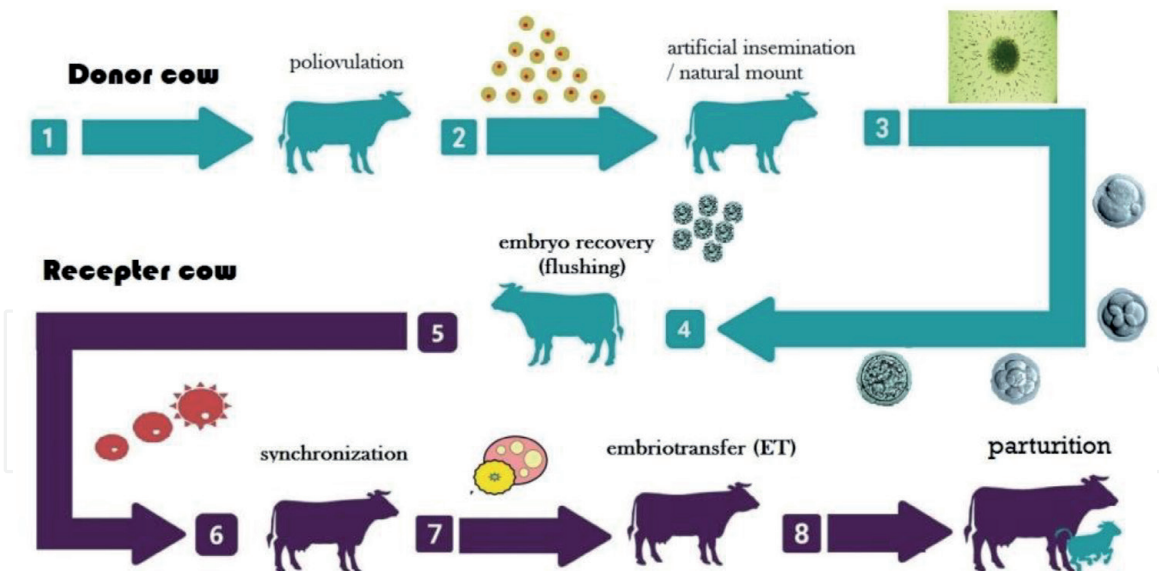 Donor cow
poliovulation
artificial insemination
/ natural mount
1
2
3
embryo recovery
(flushing)
Recepter cow
4
5
synchronization
embriotransfer (ET)
parturition
6
7
8